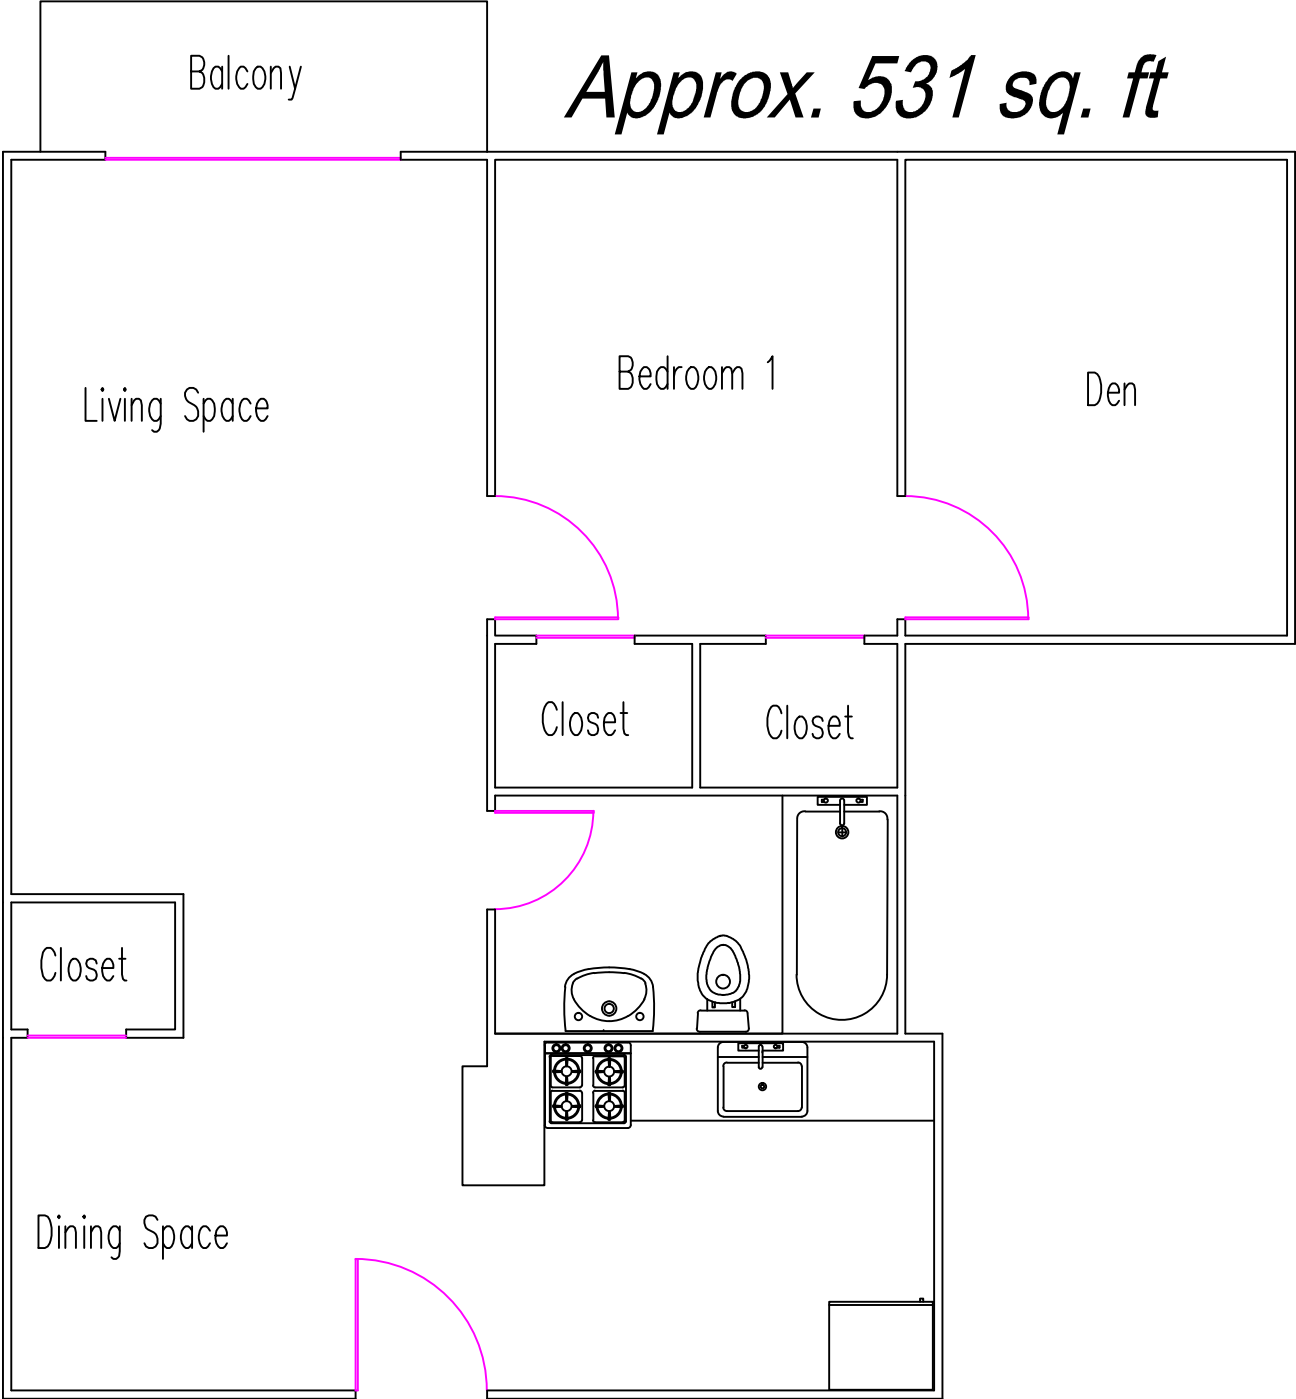 Balcony
Approx. 531 sq. ft
Living Space
Bedroom 1
Den
Closet
Closet
Closet
Dining Space